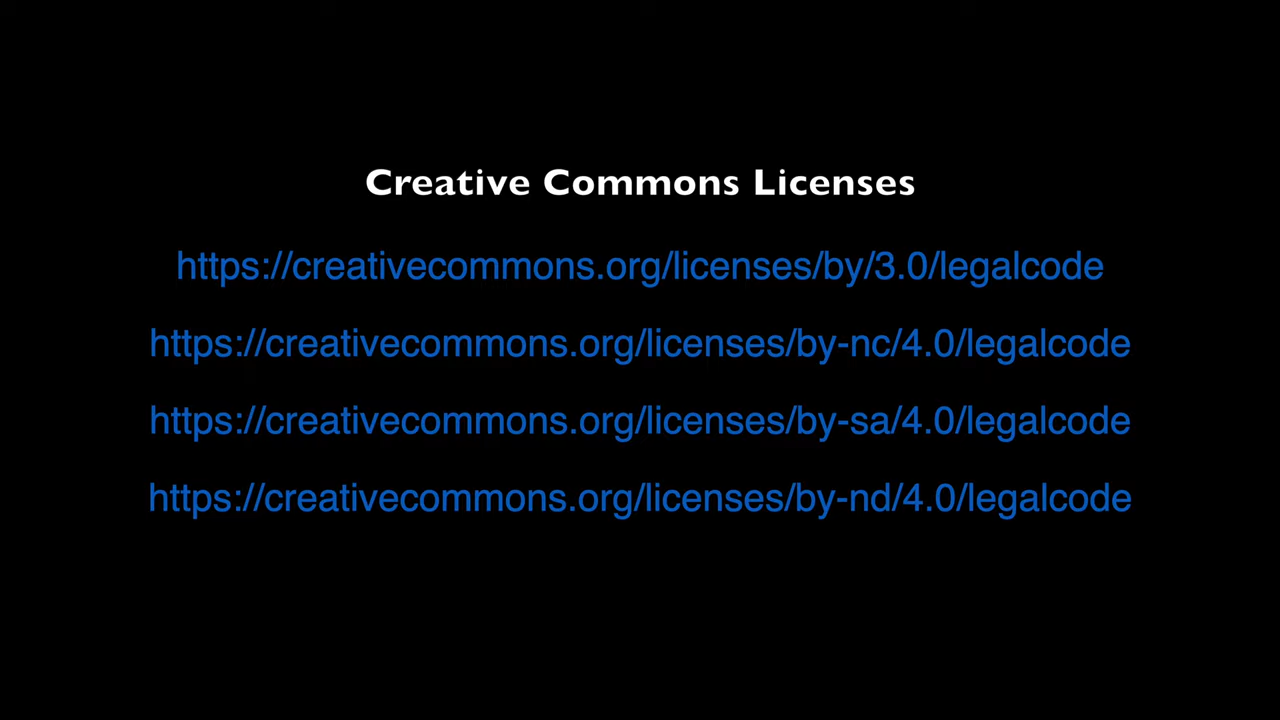 Creative Commons Licenses
https://creativecommons.org/licenses/by/3.0/legalcode
https://creativecommons.org/licenses/by-nc/4.0/legalcode
https://creativecommons.org/licenses/by-sa/4.0/legalcode
https://creativecommons.org/licenses/by-nd/4.0/legalcode